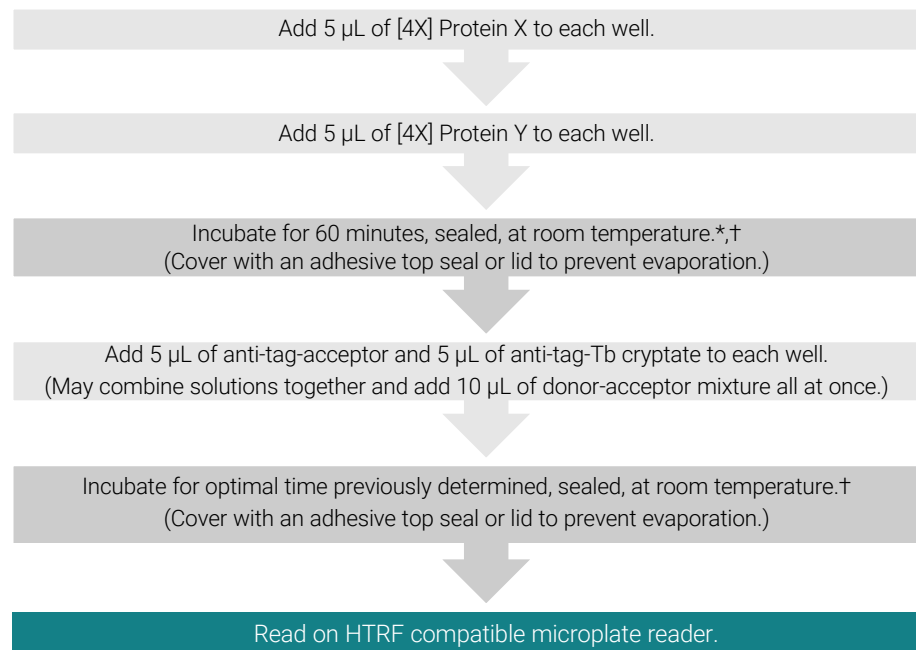 Add 5 µL of [4X] Protein X to each well.
Add 5 µL of [4X] Protein Y to each well.
Incubate for 60 minutes, sealed, at room temperature.*,†
(Cover with an adhesive top seal or lid to prevent evaporation.)
Add 5 µL of anti-tag-acceptor and 5 µL of anti-tag-Tb cryptate to each well.
(May combine solutions together and add 10 µL of donor-acceptor mixture all at once.)
Incubate for optimal time previously determined, sealed, at room temperature.†
(Cover with an adhesive top seal or lid to prevent evaporation.)
Read on HTRF compatible microplate reader.